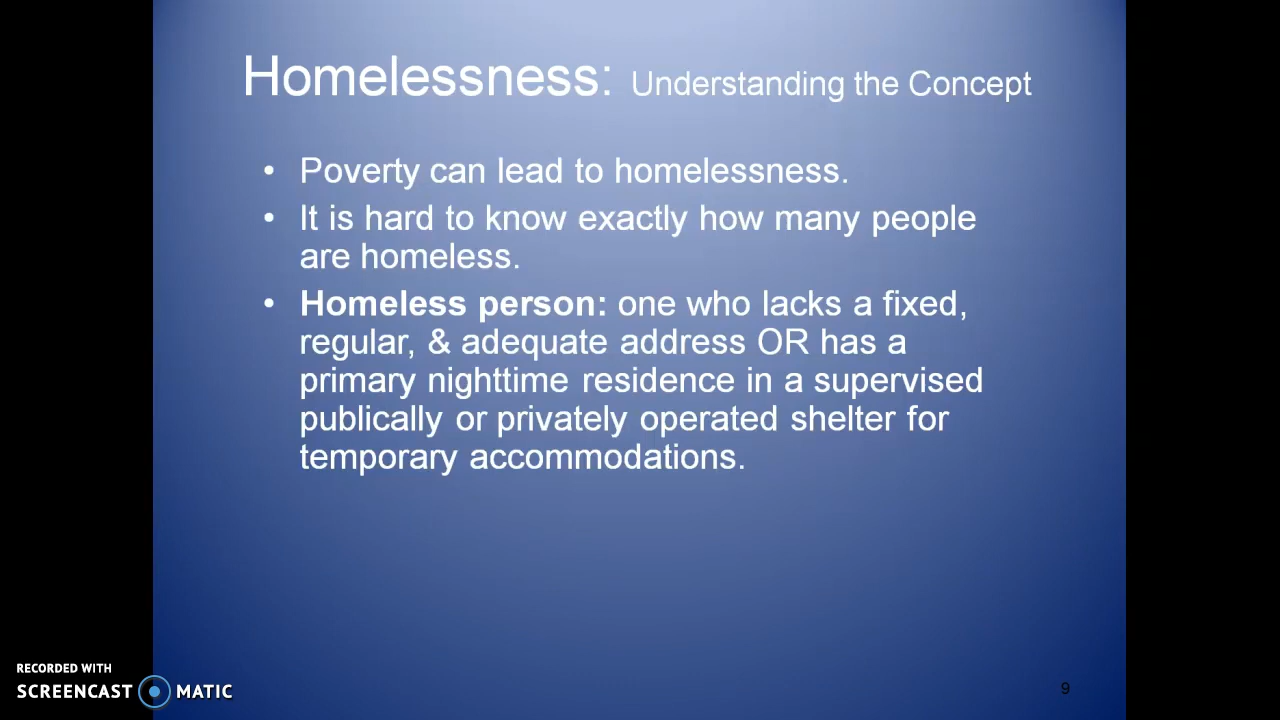 Homelessness: Understanding the Concept
• Poverty can lead to homelessness.
• It is hard to know exactly how many people
are homeless.
• Homeless person: one who lacks a fixed,
regular, & adequate address OR has a
primary nighttime residence in a supervised
publically or privately operated shelter for
temporary accommodations.
RECORDED WITH
SCREENCAST MATIC
9